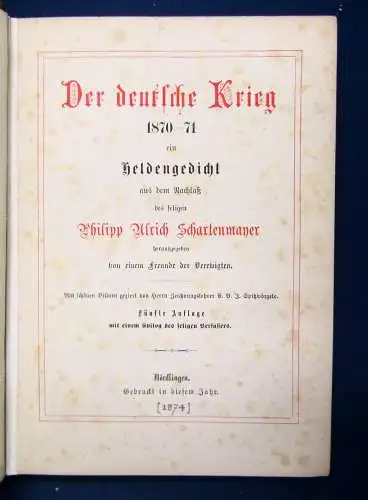 Der deutsche Krieg
1870–71
ein
Heldengedicht
aus dem Nachlaß
des seligen
Philipp Ulrich Schartenmayer
herausgegeben
von einem Freunde des Verewigten.
Mit schönen Bildern geziert von Herrn Zeichnungslehrer
Fünfte Auflage
mit einem Epilog des seligen Verfassers.
Nördlingen.
Gedruckt in diesem Jahr.
[1874]